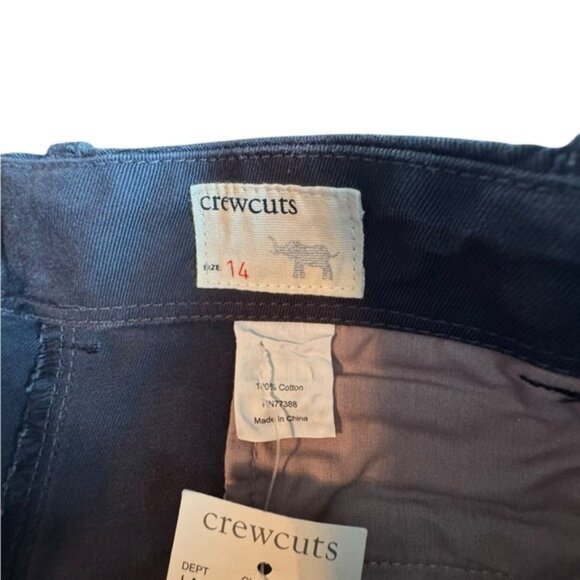 crewcuts
SIZE 14
100% Cotton
RN77388
Made In China
crewcuts
DEPT